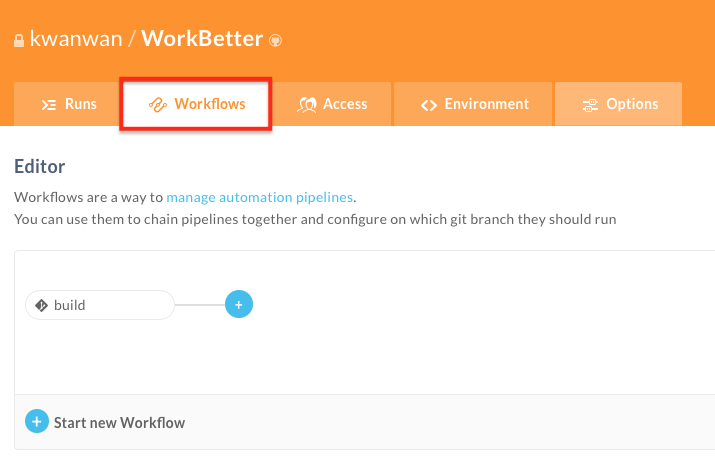 kwanwan / WorkBetter
Runs Workflows Access Environment Options
Editor
Workflows are a way to manage automation pipelines.
You can use them to chain pipelines together and configure on which git branch they should run
build
Start new Workflow